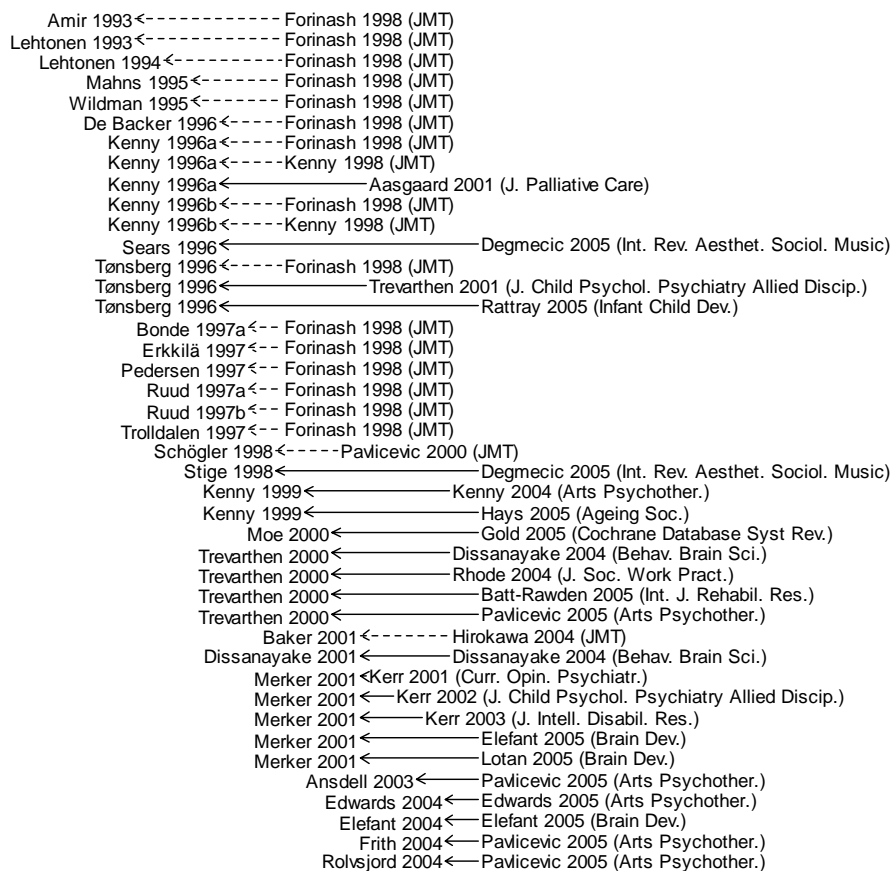 Amir 1993 Forinash 1998 (JMT)
Lehtonen 1993 Forinash 1998 (JMT)
Lehtonen 1994 Forinash 1998 (JMT)
Mahns 1995 Forinash 1998 (JMT)
Wildman 1995 Forinash 1998 (JMT)
De Backer 1996 Forinash 1998 (JMT)
Kenny 1996a Forinash 1998 (JMT)
Kenny 1996a Kenny 1998 (JMT)
Kenny 1996a Aasgaard 2001 (J. Palliative Care)
Kenny 1996b Forinash 1998 (JMT)
Kenny 1996b Kenny 1998 (JMT)
Sears 1996 Degmecic 2005 (Int. Rev. Aesthet. Sociol. Music)
Tønsberg 1996 Forinash 1998 (JMT)
Tønsberg 1996 Trevarthen 2001 (J. Child Psychol. Psychiatry Allied Discip.)
Tønsberg 1996 Rattray 2005 (Infant Child Dev.)
Bonde 1997a Forinash 1998 (JMT)
Erkkilä 1997 Forinash 1998 (JMT)
Pedersen 1997 Forinash 1998 (JMT)
Ruud 1997a Forinash 1998 (JMT)
Ruud 1997b Forinash 1998 (JMT)
Trolldalen 1997 Forinash 1998 (JMT)
Schögler 1998 Pavlicevic 2000 (JMT)
Stige 1998 Degmecic 2005 (Int. Rev. Aesthet. Sociol. Music)
Kenny 1999 Kenny 2004 (Arts Psychother.)
Kenny 1999 Hays 2005 (Ageing Soc.)
Moe 2000 Gold 2005 (Cochrane Database Syst Rev.)
Trevarthen 2000 Dissanayake 2004 (Behav. Brain Sci.)
Trevarthen 2000 Rhode 2004 (J. Soc. Work Pract.)
Trevarthen 2000 Batt-Rawden 2005 (Int. J. Rehabil. Res.)
Trevarthen 2000 Pavlicevic 2005 (Arts Psychother.)
Baker 2001 Hirokawa 2004 (JMT)
Dissanayake 2001 Dissanayake 2004 (Behav. Brain Sci.)
Merker 2001 Kerr 2001 (Curr. Opin. Psychiatr.)
Merker 2001 Kerr 2002 (J. Child Psychol. Psychiatry Allied Discip.)
Merker 2001 Kerr 2003 (J. Intell. Disabil. Res.)
Merker 2001 Elefant 2005 (Brain Dev.)
Merker 2001 Lotan 2005 (Brain Dev.)
Ansdell 2003 Pavlicevic 2005 (Arts Psychother.)
Edwards 2004 Edwards 2005 (Arts Psychother.)
Elefant 2004 Elefant 2005 (Brain Dev.)
Frith 2004 Pavlicevic 2005 (Arts Psychother.)
Rolvsjord 2004 Pavlicevic 2005 (Arts Psychother.)